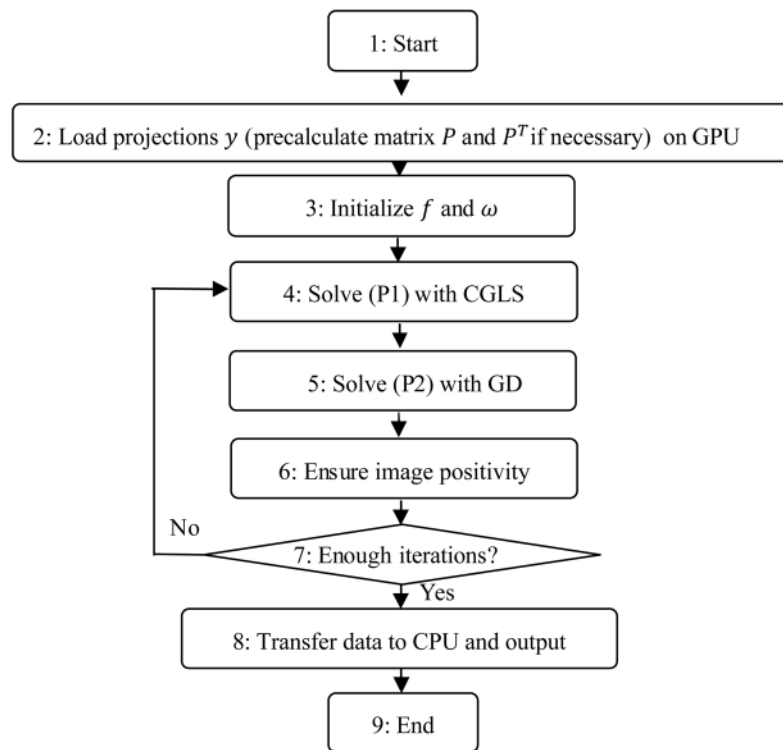 1: Start
2: Load projections 𝑦 (precalculate matrix 𝑃 and 𝑃ᵀ if necessary) on GPU
3: Initialize 𝑓 and 𝜔
4: Solve (P1) with CGLS
5: Solve (P2) with GD
6: Ensure image positivity
No
7: Enough iterations?
Yes
8: Transfer data to CPU and output
9: End